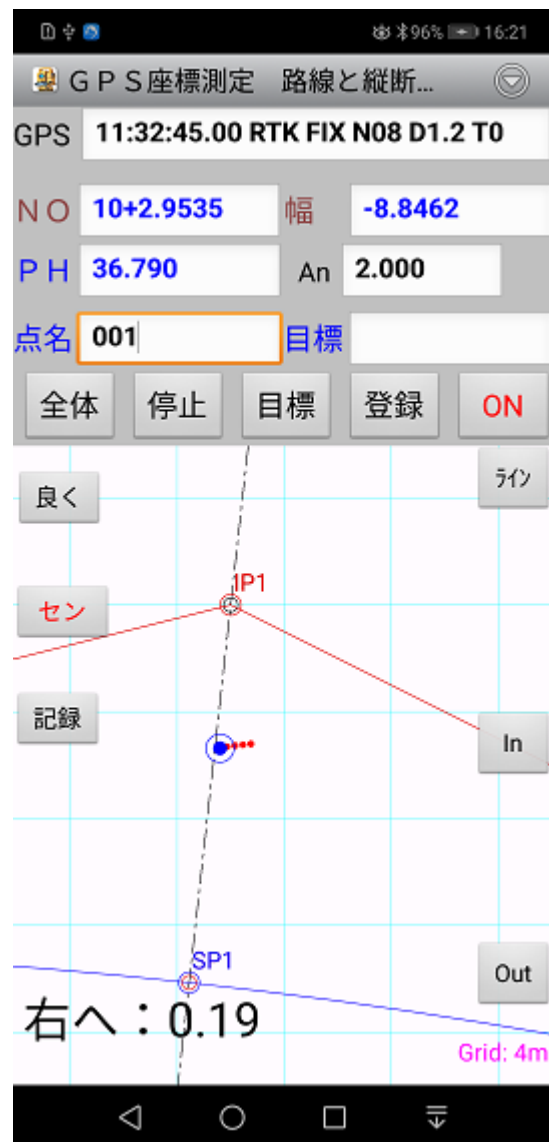 96% 16:21
GPS座標測定 路線と縦断...
GPS 11:32:45.00 RTK FIX N08 D1.2 T0
NO 10+2.9535 幅 -8.8462
PH 36.790 An 2.000
点名 001 目標
全体 停止 目標 登録 ON
良く ﾗｲﾝ
IP1
セン
記録
In
SP1
Out
右へ：0.19
Grid: 4m